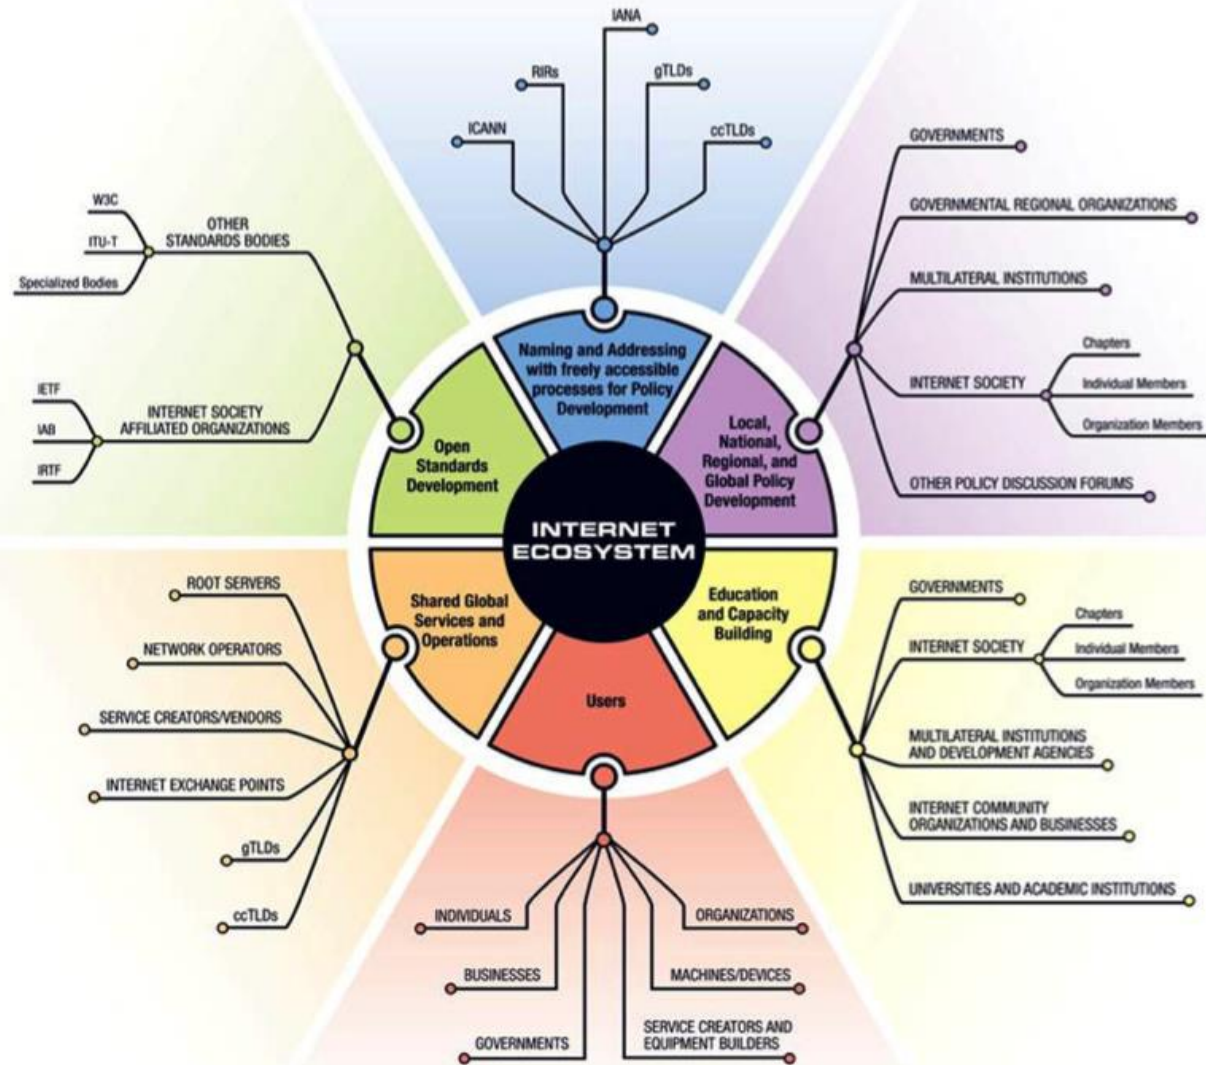 IANA
RIRs
gTLDs
ICANN
ccTLDs
GOVERNMENTS
GOVERNMENTAL REGIONAL ORGANIZATIONS
MULTILATERAL INSTITUTIONS
Chapters
INTERNET SOCIETY
Individual Members
Organization Members
OTHER POLICY DISCUSSION FORUMS
W3C
OTHER
STANDARDS BODIES
ITU-T
Specialized Bodies
IETF
INTERNET SOCIETY
AFFILIATED ORGANIZATIONS
IAB
IRTF
Naming and Addressing
with freely accessible
processes for Policy
Development
Local,
National,
Regional, and
Global Policy
Development
Open
Standards
Development
INTERNET
ECOSYSTEM
Shared Global
Services and
Operations
Education
and Capacity
Building
Users
ROOT SERVERS
NETWORK OPERATORS
SERVICE CREATORS/VENDORS
INTERNET EXCHANGE POINTS
gTLDs
ccTLDs
GOVERNMENTS
Chapters
INTERNET SOCIETY
Individual Members
Organization Members
MULTILATERAL INSTITUTIONS
AND DEVELOPMENT AGENCIES
INTERNET COMMUNITY
ORGANIZATIONS AND BUSINESSES
UNIVERSITIES AND ACADEMIC INSTITUTIONS
INDIVIDUALS
ORGANIZATIONS
BUSINESSES
MACHINES/DEVICES
GOVERNMENTS
SERVICE CREATORS AND
EQUIPMENT BUILDERS